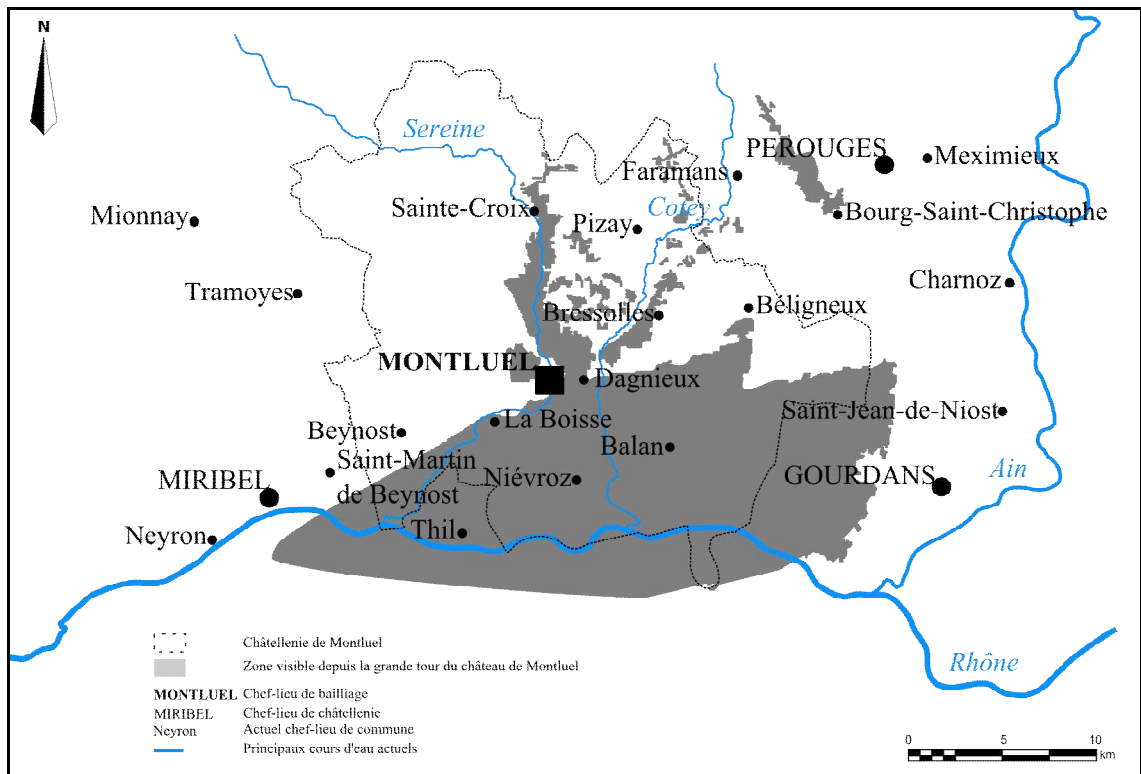 N
Sereine
PEROUGES
Meximieux
Faramans
Mionnay
Sainte-Croix
Cotey
Pizay
Bourg-Saint-Christophe
Tramoyes
Charnoz
Bressolles
Béligneux
MONTLUEL
Dagnieux
Saint-Jean-de-Niost
La Boisse
Beynost
Balan
Saint-Martin
de Beynost
MIRIBEL
Niévroz
GOURDANS
Ain
Neyron
Thil
Rhône
Châtellenie de Montluel
Zone visible depuis la grande tour du château de Montluel
MONTLUEL Chef-lieu de bailliage
MIRIBEL Chef-lieu de châtellenie
Neyron Actuel chef-lieu de commune
Principaux cours d'eau actuels
0 5 10
km